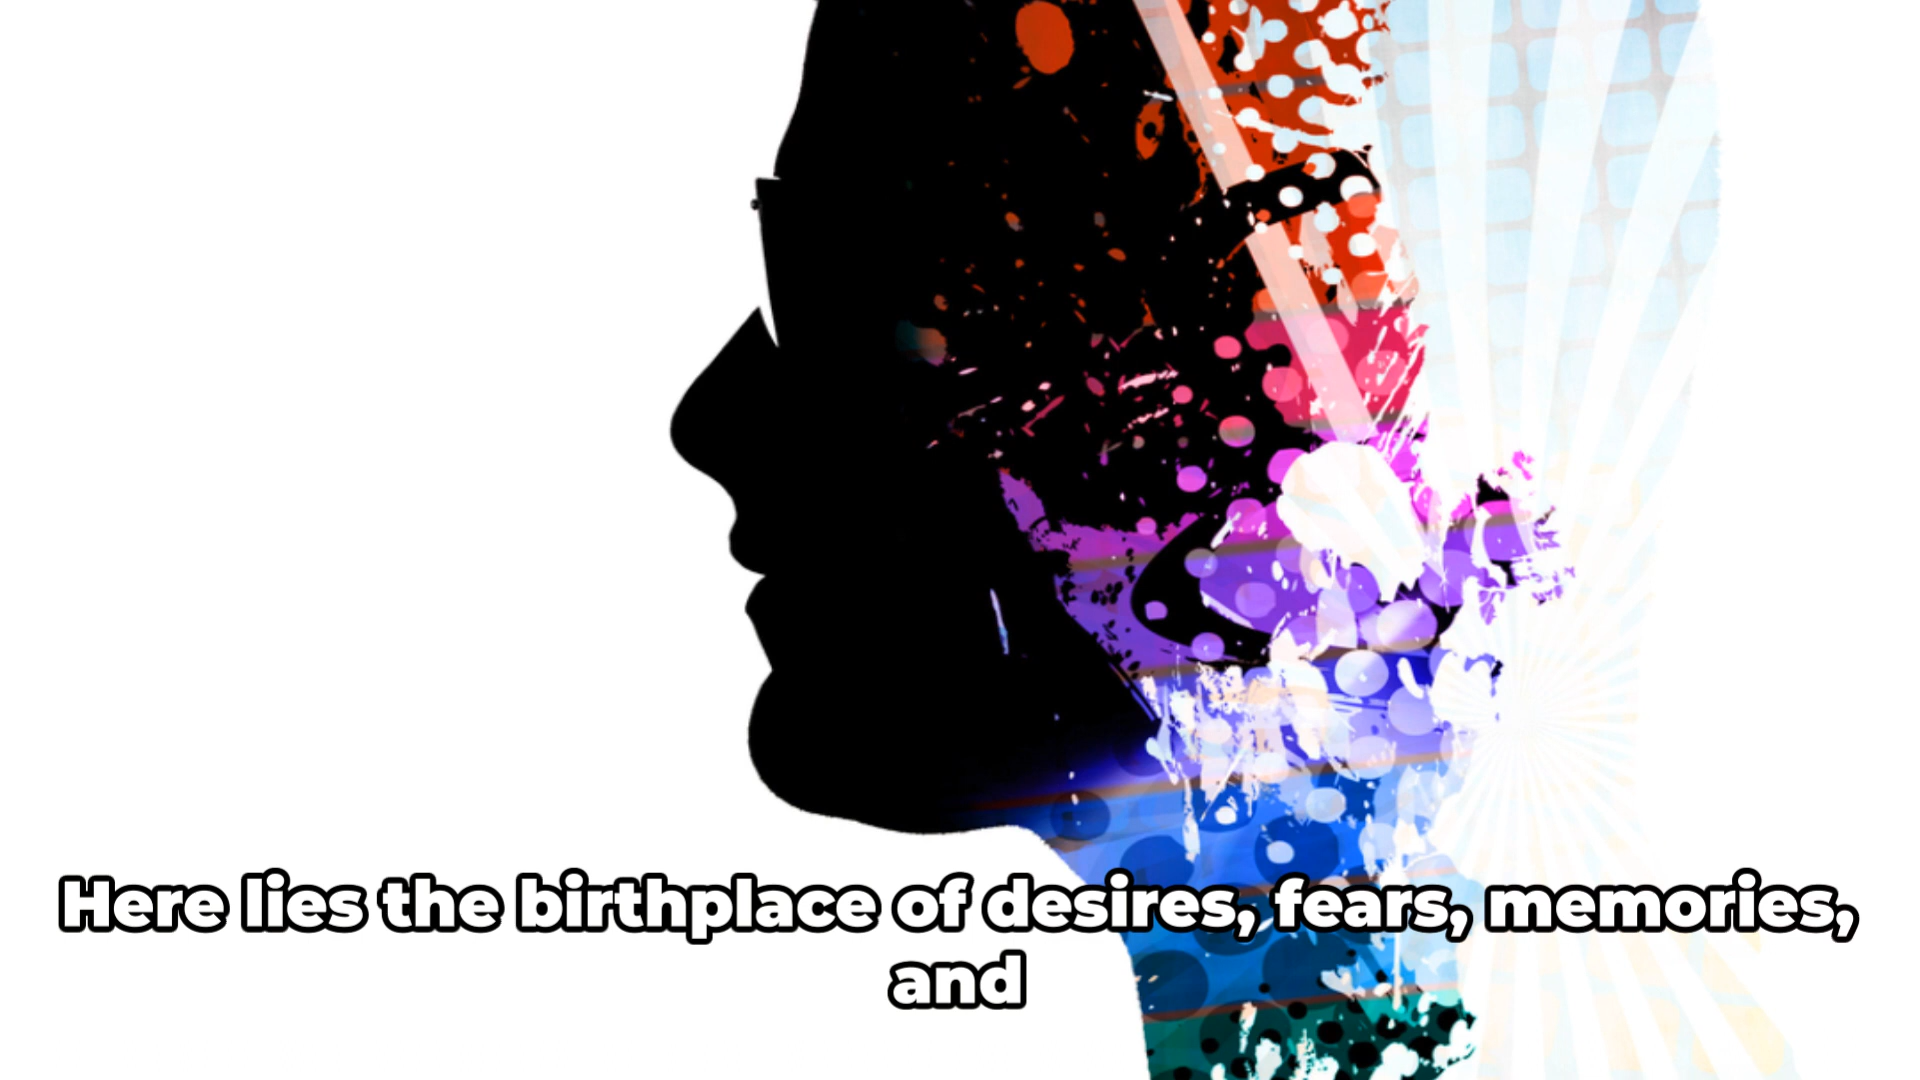 Here lies the birthplace of desires, fears, memories,
and